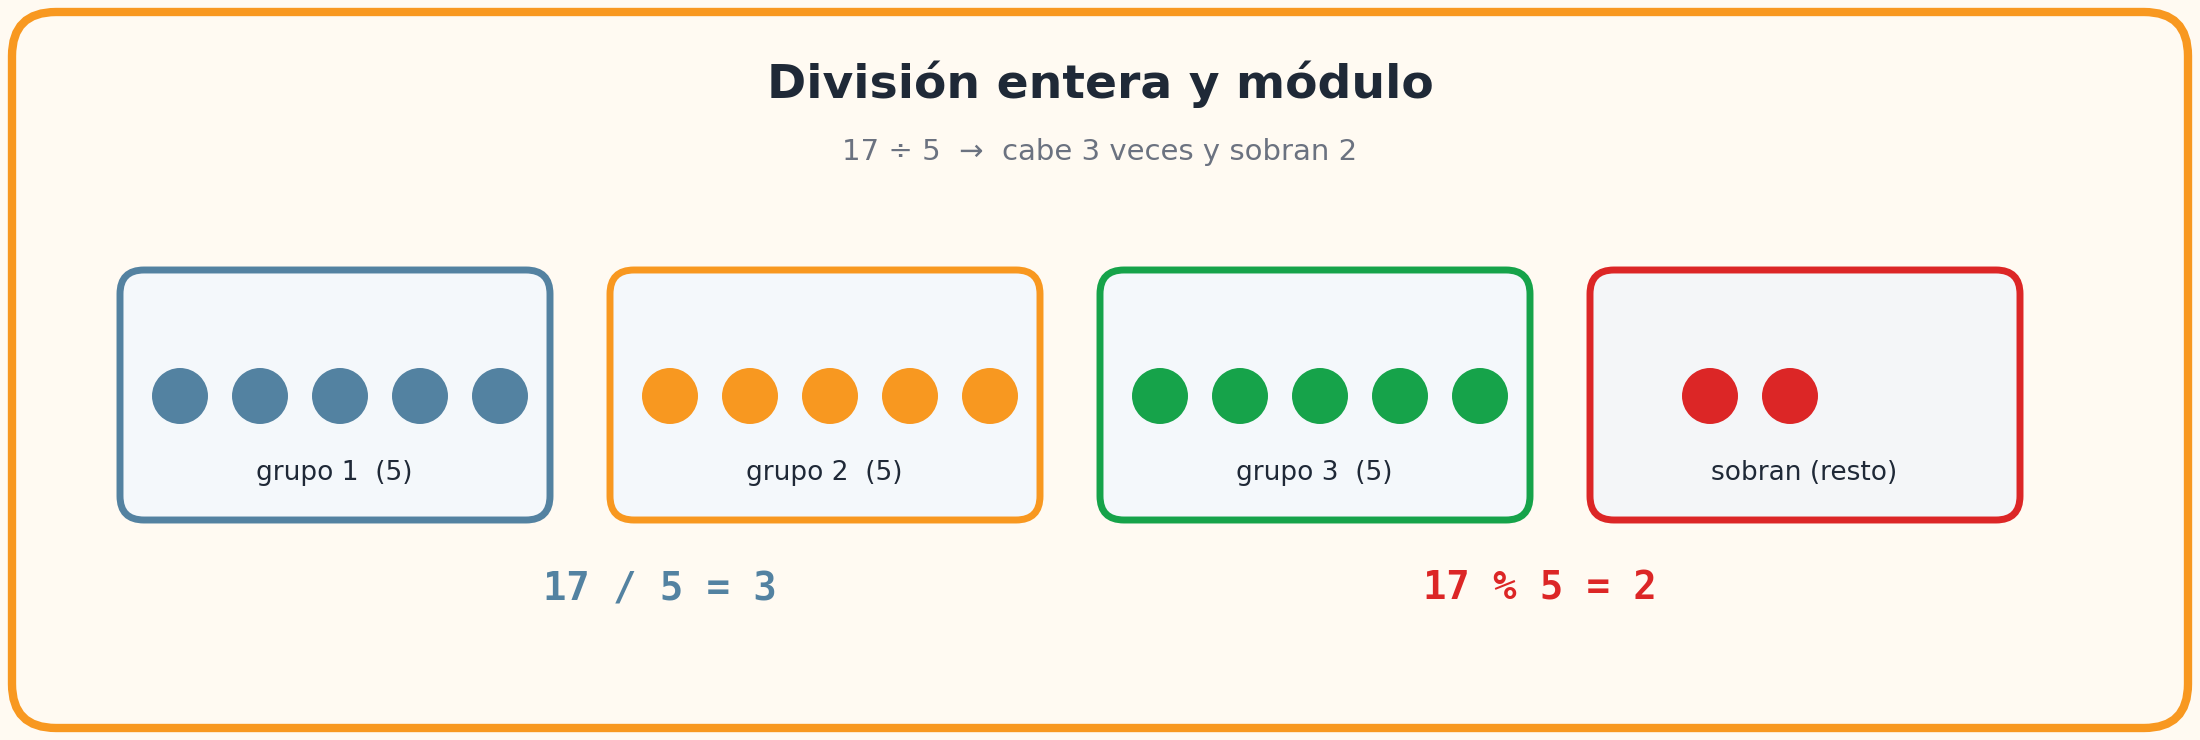 División entera y módulo
17 ÷ 5 → cabe 3 veces y sobran 2
grupo 1 (5)
grupo 2 (5)
grupo 3 (5)
sobran (resto)
17 / 5 = 3
17 % 5 = 2